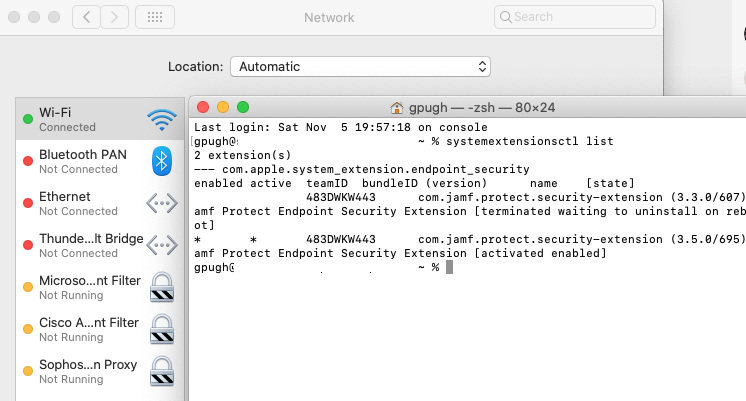 Network
Search
Location: Automatic
Wi-Fi
Connected
Bluetooth PAN
Not Connected
Ethernet
Not Connected
Thunde...lt Bridge
Not Connected
Microso...nt Filter
Not Running
Cisco A...nt Filter
Not Running
Sophos...n Proxy
Not Running
gpugh — -zsh — 80×24
Last login: Sat Nov  5 19:57:18 on console
[gpugh@ ~ % systemextensionsctl list
2 extension(s)
--- com.apple.system_extension.endpoint_security
enabled active teamID bundleID (version) name [state]
483DWKW443 com.jamf.protect.security-extension (3.3.0/607)
amf Protect Endpoint Security Extension [terminated waiting to uninstall on reb
ot]
* * 483DWKW443 com.jamf.protect.security-extension (3.5.0/695)
amf Protect Endpoint Security Extension [activated enabled]
gpugh@ ~ %